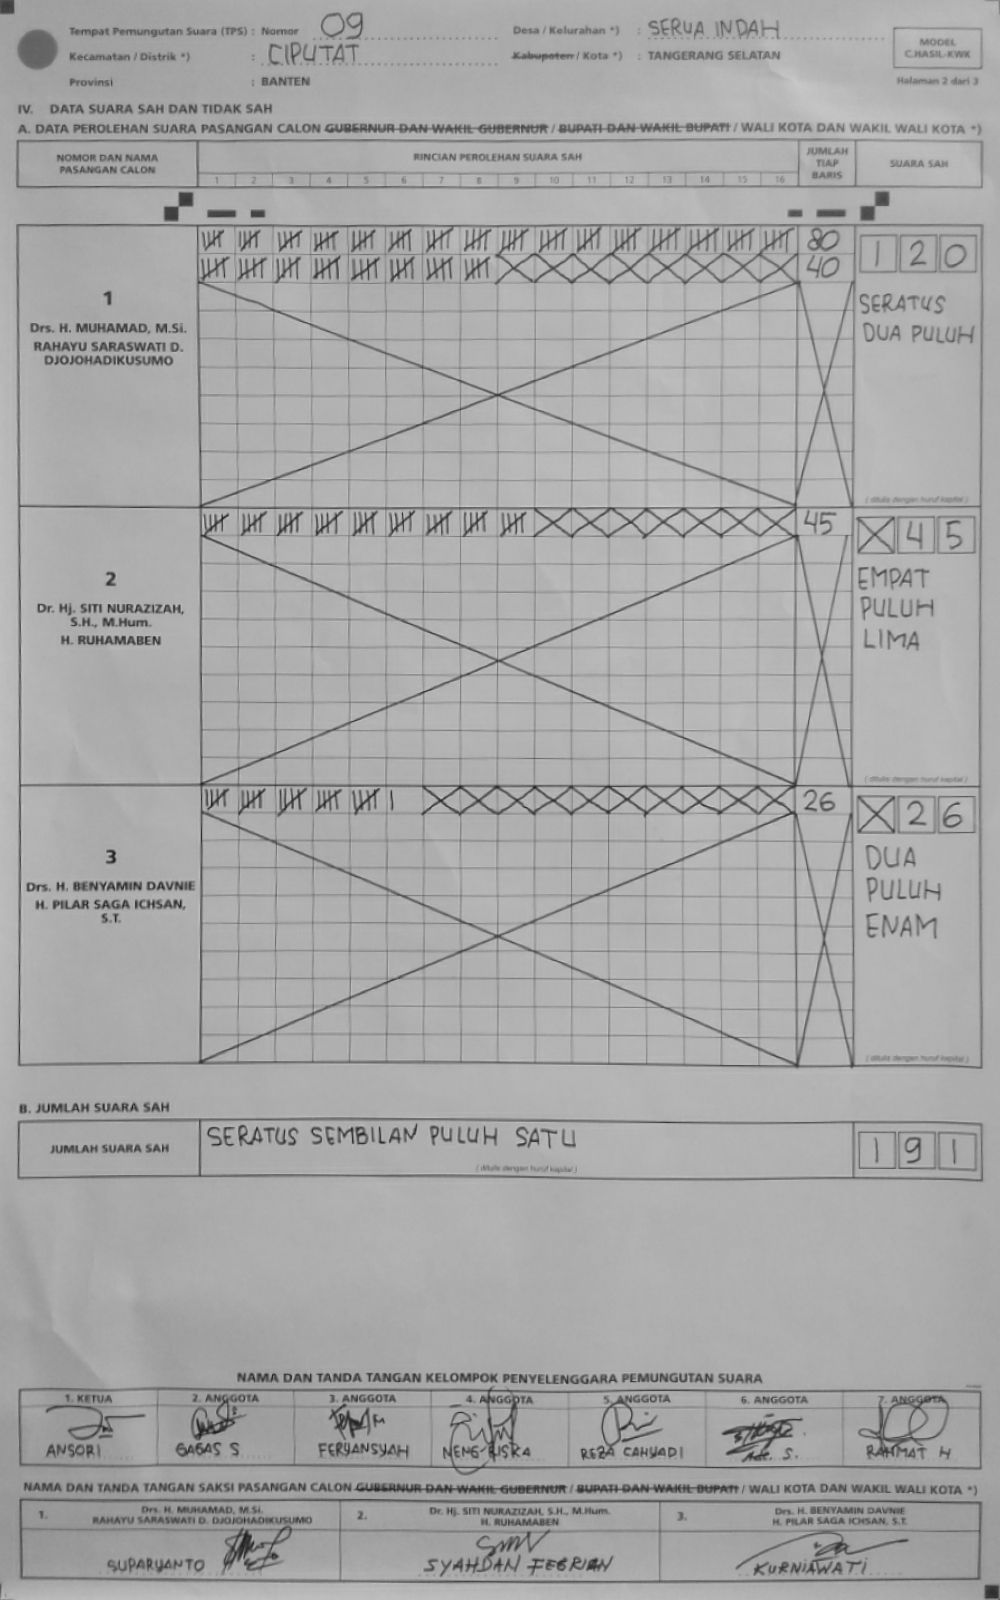 Tempat Pemungutan Suara (TPS) : Nomor 09 Desa / Kelurahan *) : SERUA INDAH
Kecamatan / Distrik *) : CIPUTAT Kabupaten / Kota *) : TANGERANG SELATAN
Provinsi : BANTEN
MODEL
C.HASIL-KWK
Halaman 2 dari 3
IV. DATA SUARA SAH DAN TIDAK SAH
A. DATA PEROLEHAN SUARA PASANGAN CALON GUBERNUR DAN WAKIL GUBERNUR / BUPATI DAN WAKIL BUPATI / WALI KOTA DAN WAKIL WALI KOTA *)
NOMOR DAN NAMA
PASANGAN CALON
RINCIAN PEROLEHAN SUARA SAH
1 2 3 4 5 6 7 8 9 10 11 12 13 14 15 16
JUMLAH
TIAP
BARIS
SUARA SAH
1
Drs. H. MUHAMAD, M.Si.
RAHAYU SARASWATI D.
DJOJOHADIKUSUMO
80
40
120
SERATUS
DUA PULUH
( ditulis dengan huruf kapital )
2
Dr. Hj. SITI NURAZIZAH,
S.H., M.Hum.
H. RUHAMABEN
45
X45
EMPAT
PULUH
LIMA
( ditulis dengan huruf kapital )
3
Drs. H. BENYAMIN DAVNIE
H. PILAR SAGA ICHSAN,
S.T.
26
X26
DUA
PULUH
ENAM
( ditulis dengan huruf kapital )
B. JUMLAH SUARA SAH
JUMLAH SUARA SAH
SERATUS SEMBILAN PULUH SATU
( ditulis dengan huruf kapital )
191
NAMA DAN TANDA TANGAN KELOMPOK PENYELENGGARA PEMUNGUTAN SUARA
1. KETUA 2. ANGGOTA 3. ANGGOTA 4. ANGGOTA 5. ANGGOTA 6. ANGGOTA 7. ANGGOTA
ANSORI BAGAS S FERYANSYAH NENG RISKA REZA CAHYADI S. RAHMAT H
NAMA DAN TANDA TANGAN SAKSI PASANGAN CALON GUBERNUR DAN WAKIL GUBERNUR / BUPATI DAN WAKIL BUPATI / WALI KOTA DAN WAKIL WALI KOTA *)
1. Drs. H. MUHAMAD, M.Si.
RAHAYU SARASWATI D. DJOJOHADIKUSUMO
SUPARYANTO
2. Dr. Hj. SITI NURAZIZAH, S.H., M.Hum.
H. RUHAMABEN
SYAHDAN FEBRIAN
3. Drs. H. BENYAMIN DAVNIE
H. PILAR SAGA ICHSAN, S.T.
KURNIAWATI